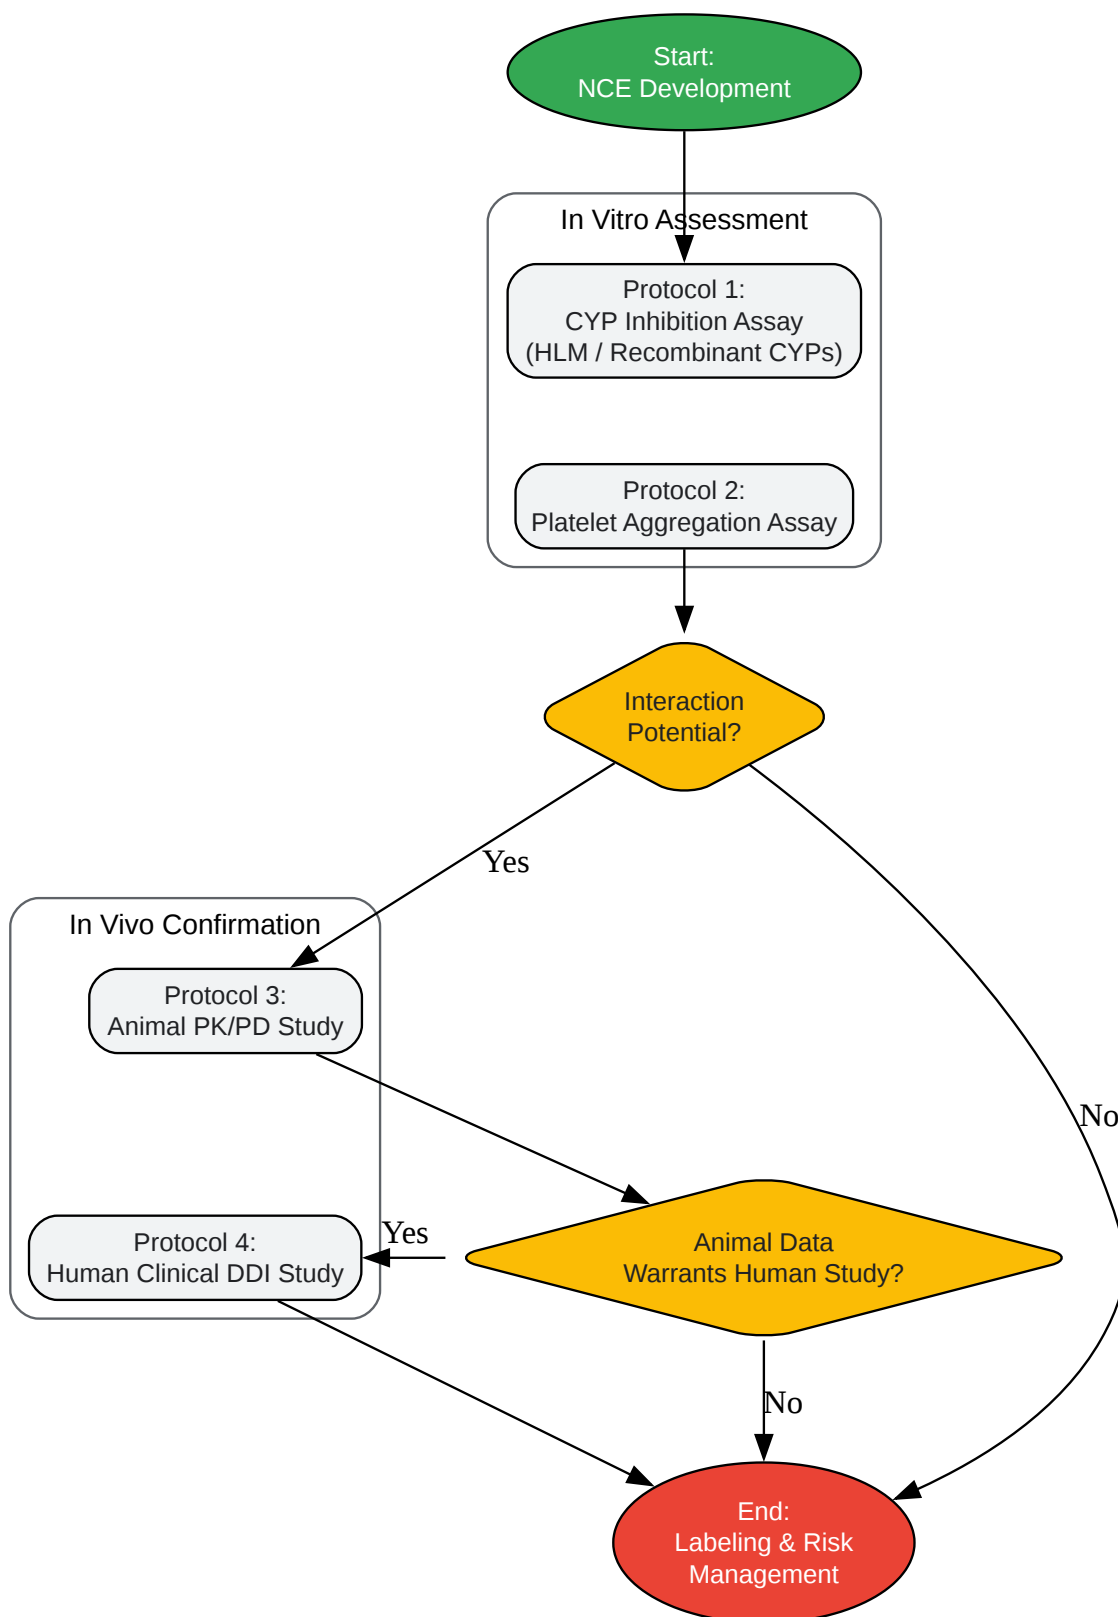 Start:
NCE Development
In Vitro Assessment
Protocol 1:
CYP Inhibition Assay
(HLM / Recombinant CYPs)
Protocol 2:
Platelet Aggregation Assay
Interaction
Potential?
Yes
In Vivo Confirmation
Protocol 3:
Animal PK/PD Study
No
Protocol 4:
Human Clinical DDI Study
Yes
Animal Data
Warrants Human Study?
No
End:
Labeling & Risk
Management